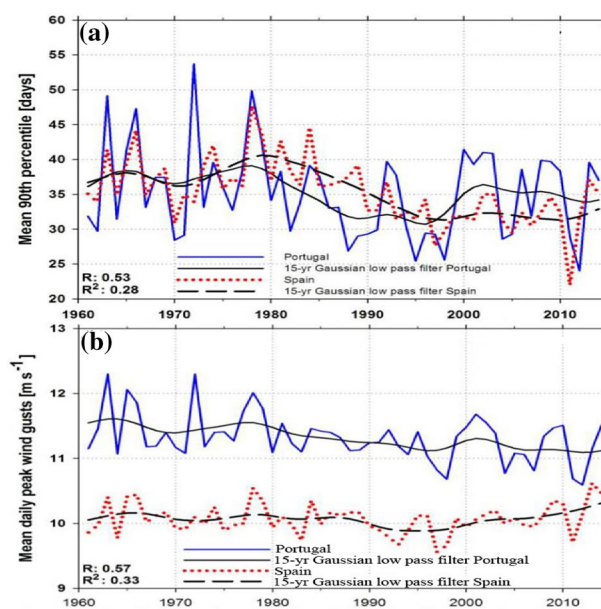 (a)
Mean 90th percentile [days]
60
55
50
45
40
35
30
25
20
R: 0.53
R²: 0.28
Portugal
15-yr Gaussian low pass filter Portugal
Spain
15-yr Gaussian low pass filter Spain
1960 1970 1980 1990 2000 2010
(b)
Mean daily peak wind gusts [m s⁻¹]
13
12
11
10
9
R: 0.57
R²: 0.33
Portugal
15-yr Gaussian low pass filter Portugal
Spain
15-yr Gaussian low pass filter Spain
1960 1970 1980 1990 2000 2010